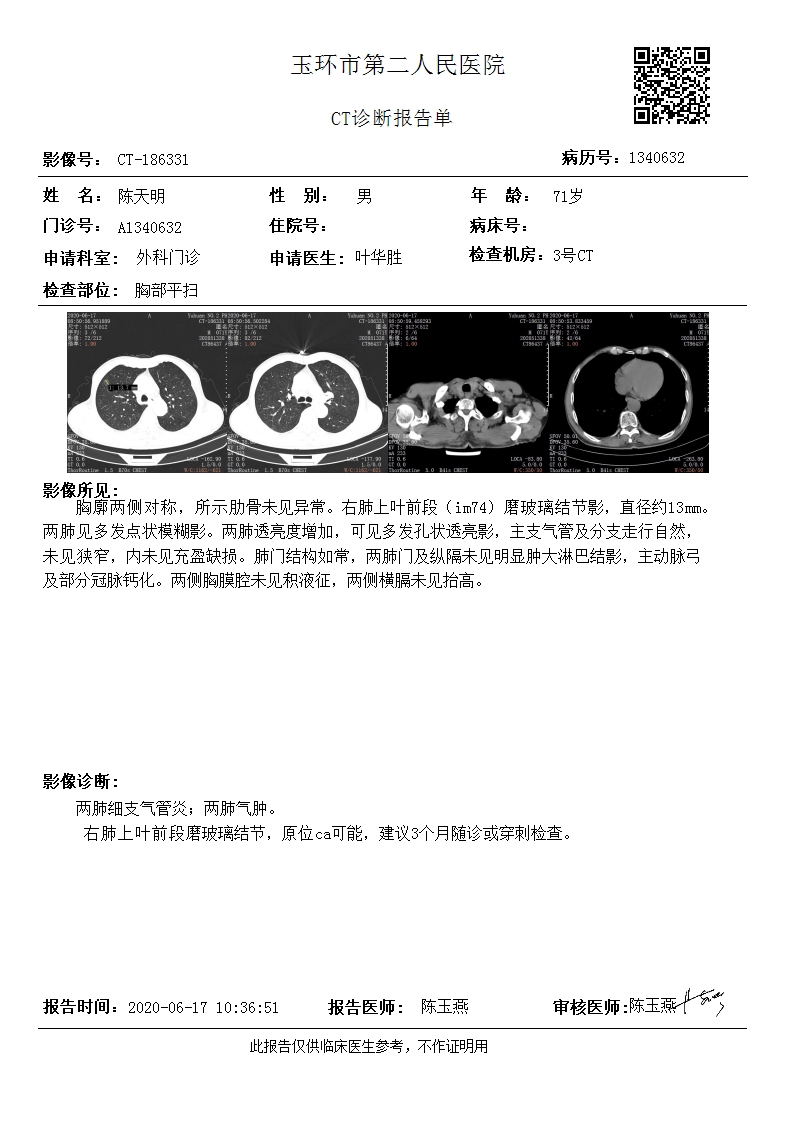 玉环市第二人民医院
CT诊断报告单
影像号： CT-186331 病历号：1340632
姓 名： 陈天明 性 别： 男 年 龄： 71岁
门诊号： A1340632 住院号： 病床号：
申请科室： 外科门诊 申请医生：叶华胜 检查机房：3号CT
检查部位： 胸部平扫
影像所见：
胸廓两侧对称，所示肋骨未见异常。右肺上叶前段（im74）磨玻璃结节影，直径约13mm。
两肺见多发点状模糊影。两肺透亮度增加，可见多发孔状透亮影，主支气管及分支走行自然，
未见狭窄，内未见充盈缺损。肺门结构如常，两肺门及纵隔未见明显肿大淋巴结影，主动脉弓
及部分冠脉钙化。两侧胸膜腔未见积液征，两侧横膈未见抬高。
影像诊断：
两肺细支气管炎；两肺气肿。
右肺上叶前段磨玻璃结节，原位ca可能，建议3个月随诊或穿刺检查。
报告时间：2020-06-17 10:36:51 报告医师： 陈玉燕 审核医师：陈玉燕
此报告仅供临床医生参考，不作证明用